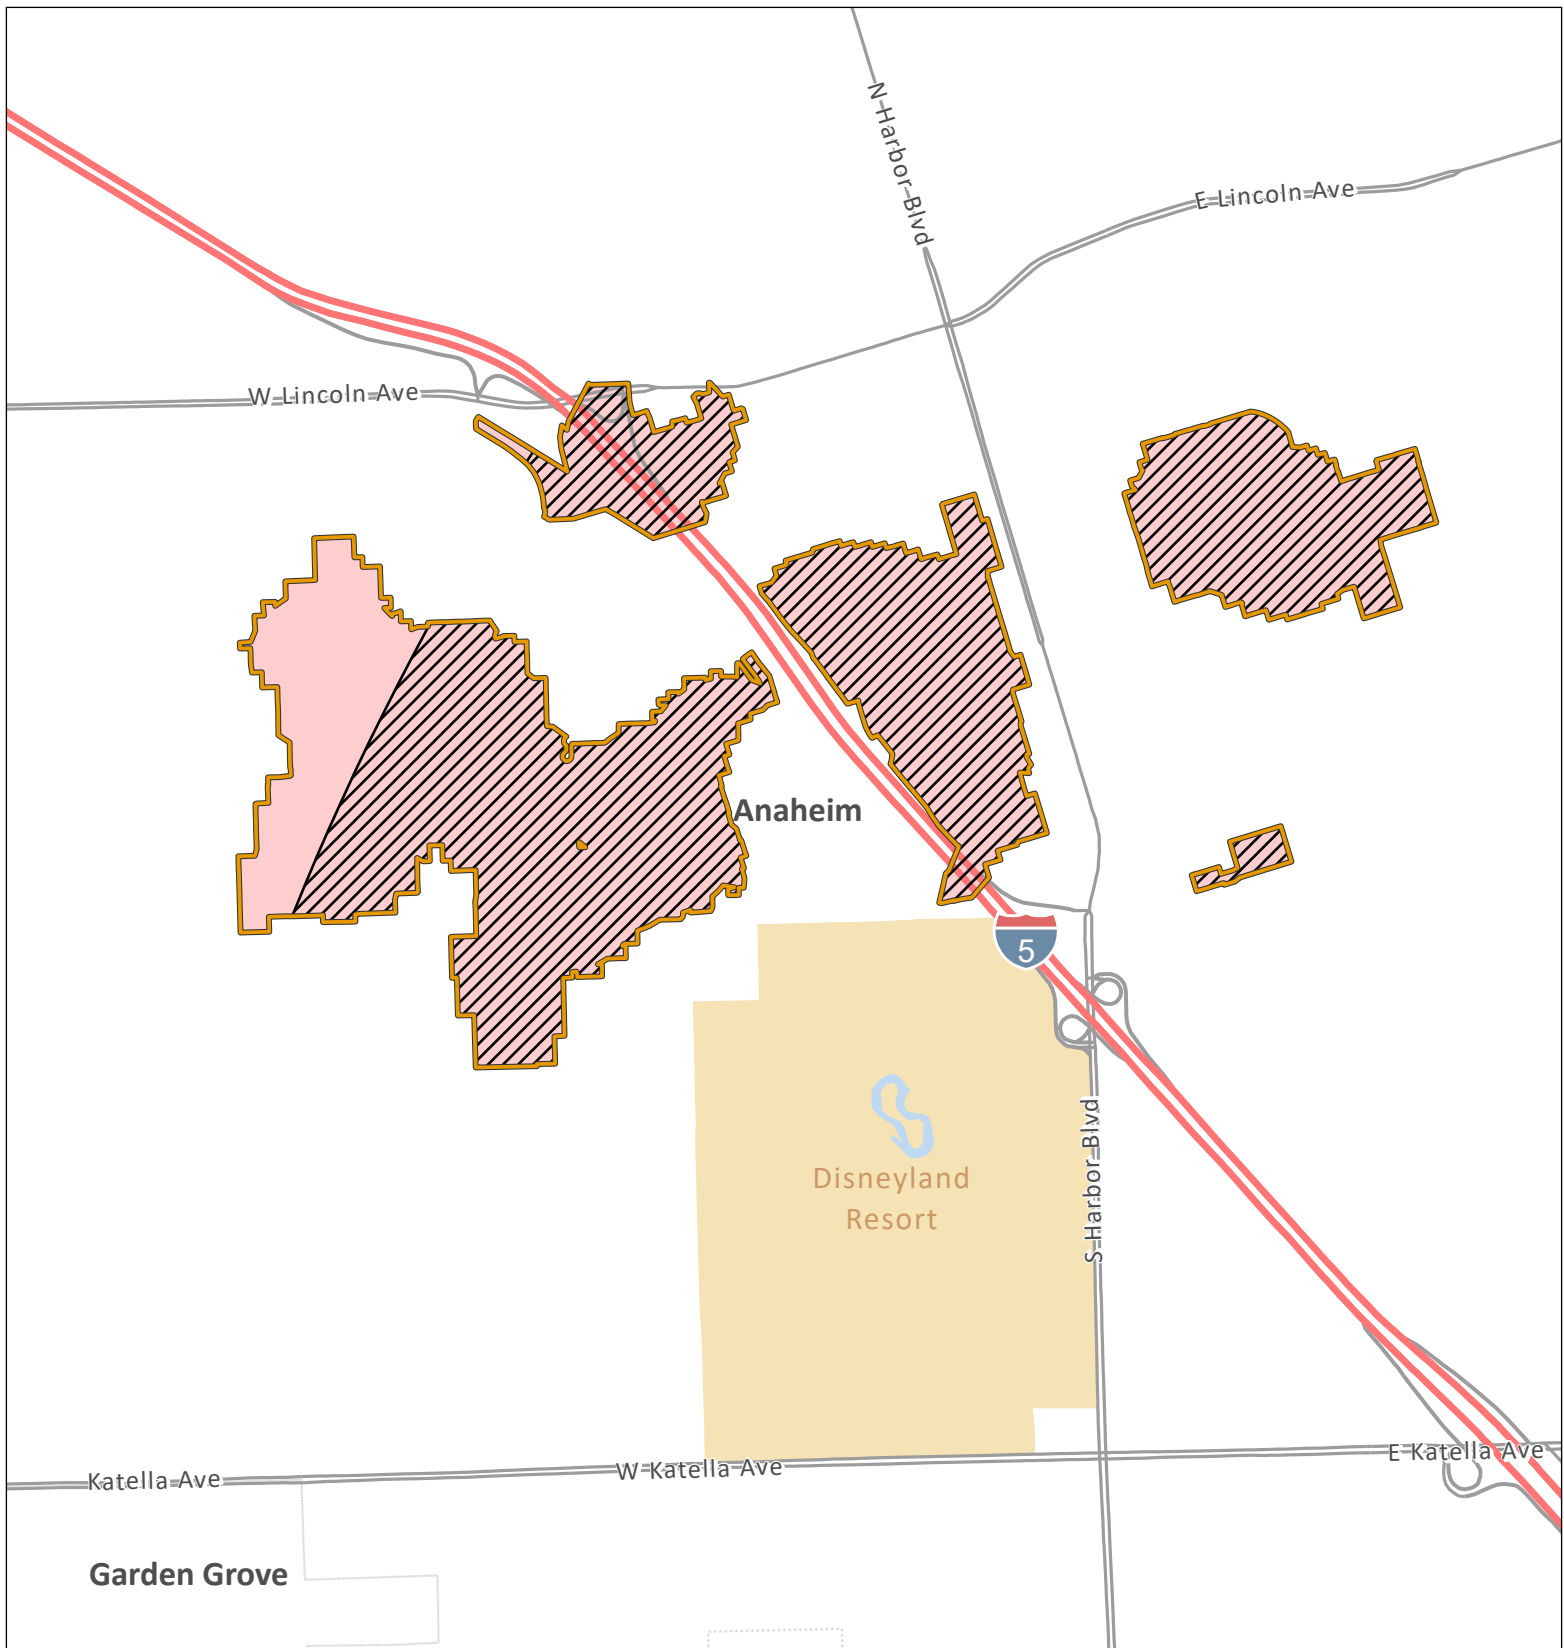 N Harbor Blvd
E Lincoln Ave
W Lincoln Ave
Anaheim
5
Disneyland
Resort
S Harbor Blvd
E Katella Ave
W Katella Ave
Katella Ave
Garden Grove